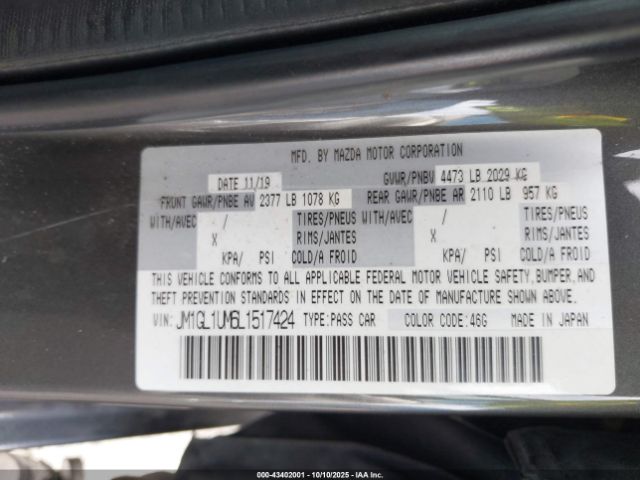 MFD. BY MAZDA MOTOR CORPORATION
DATE 11/19 GVWR/PNBV 4473 LB 2029 KG
FRONT GAWR/PNBE AV 2377 LB 1078 KG REAR GAWR/PNBE AR 2110 LB 957 KG
WITH/AVEC / TIRES/PNEUS WITH/AVEC / TIRES/PNEUS
X RIMS/JANTES X RIMS/JANTES
KPA/ PSI COLD/A FROID KPA/ PSI COLD/A FROID
THIS VEHICLE CONFORMS TO ALL APPLICABLE FEDERAL MOTOR VEHICLE SAFETY, BUMPER, AND
THEFT PREVENTION STANDARDS IN EFFECT ON THE DATE OF MANUFACTURE SHOWN ABOVE.
VIN: JM1GL1UM6L1517424 TYPE: PASS CAR COLOR CODE: 46G MADE IN JAPAN
000-43402001 - 10/10/2025 - IAA Inc.